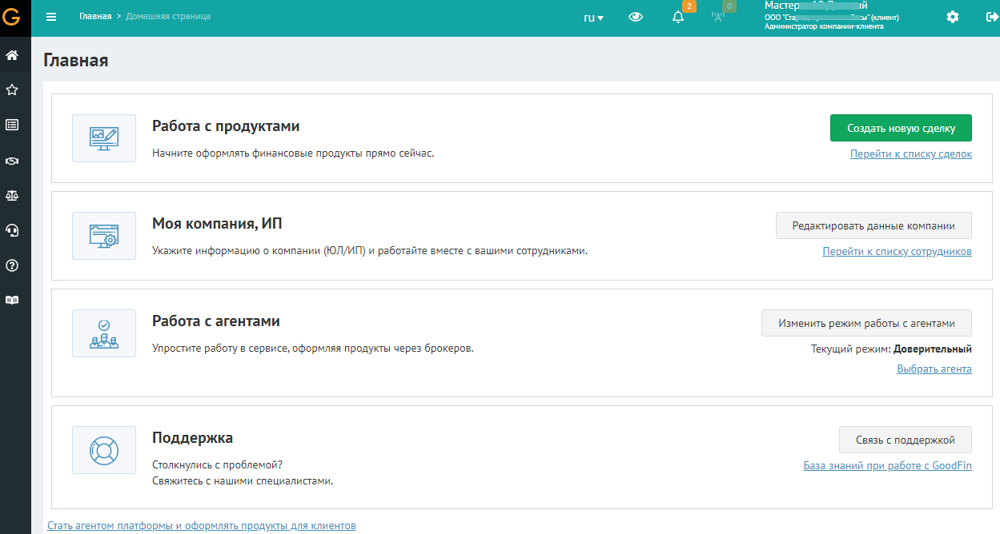 Главная > Домашняя страница
ru
2
0
Мастер
ООО "Ста (клиент)
Администратор компании-клиента
Главная
Работа с продуктами
Начните оформлять финансовые продукты прямо сейчас.
Создать новую сделку
Перейти к списку сделок
Моя компания, ИП
Укажите информацию о компании (ЮЛ/ИП) и работайте вместе с вашими сотрудниками.
Редактировать данные компании
Перейти к списку сотрудников
Работа с агентами
Упростите работу в сервисе, оформляя продукты через брокеров.
Изменить режим работы с агентами
Текущий режим: Доверительный
Выбрать агента
Поддержка
Столкнулись с проблемой?
Свяжитесь с нашими специалистами.
Связь с поддержкой
База знаний при работе с GoodFin
Стать агентом платформы и оформлять продукты для клиентов